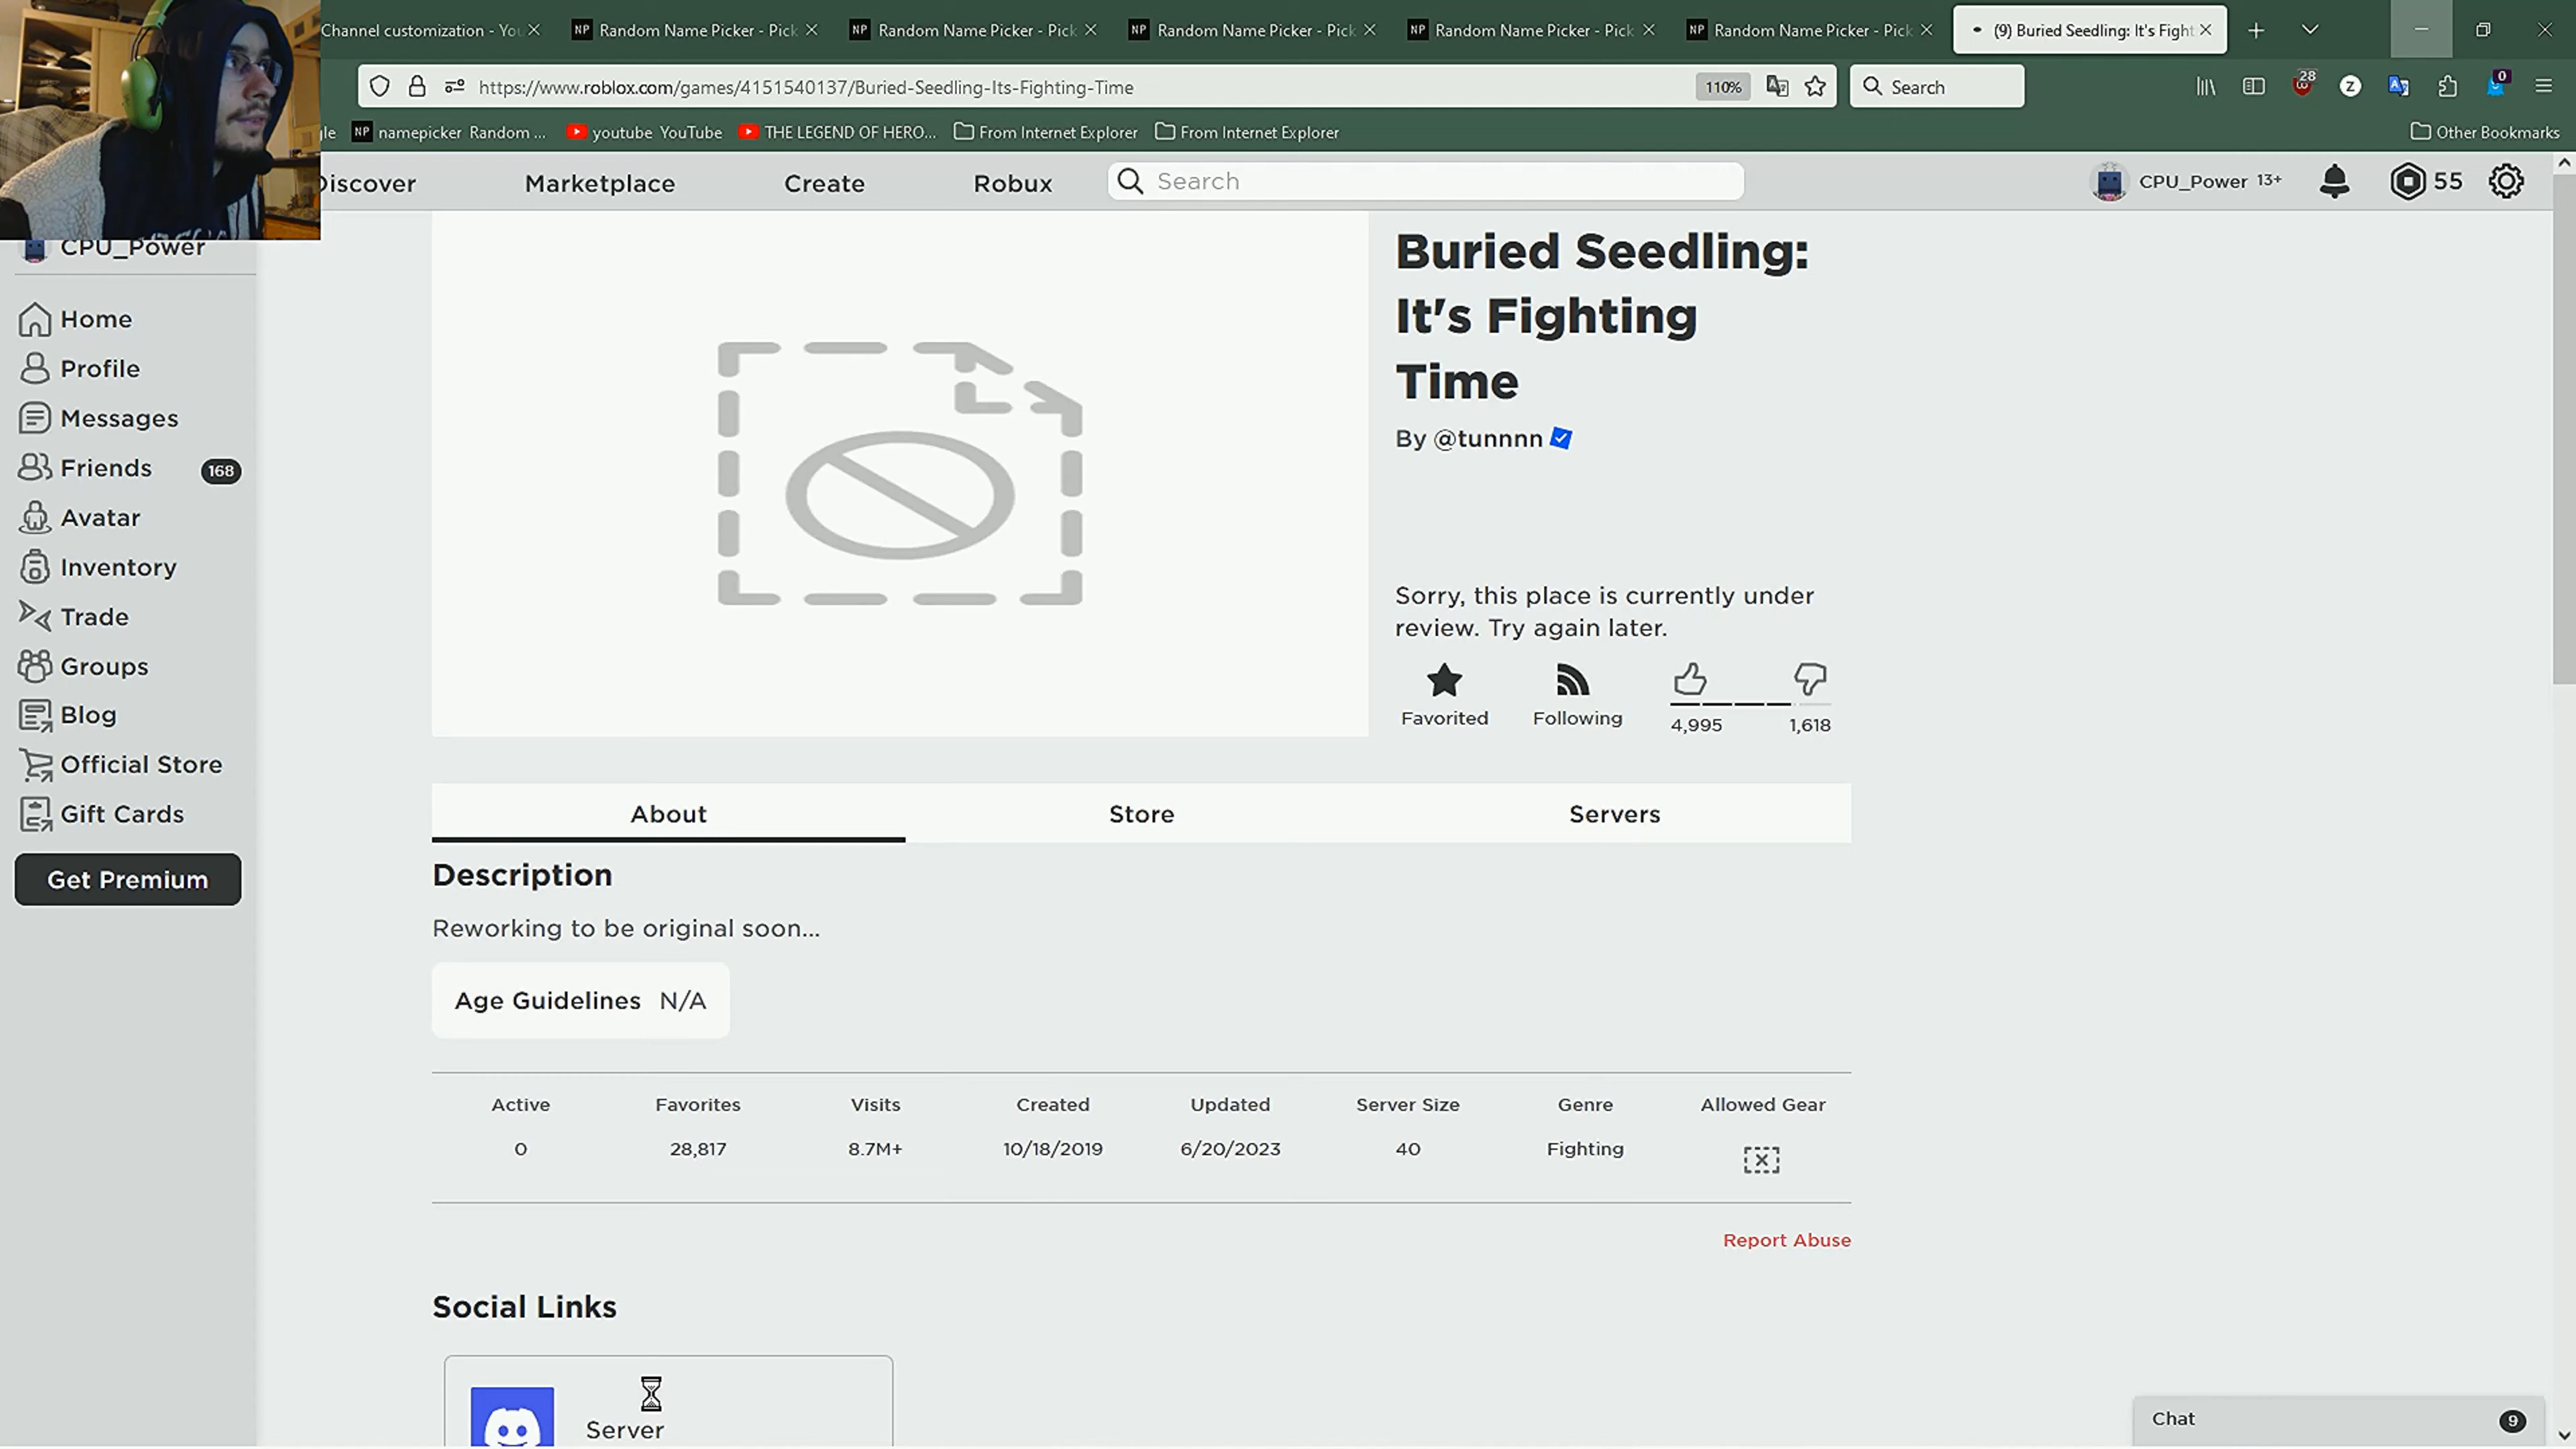 Channel customization - You
NP Random Name Picker - Pick
NP Random Name Picker - Pick
NP Random Name Picker - Pick
NP Random Name Picker - Pick
NP Random Name Picker - Pick
(9) Buried Seedling: It's Fight
https://www.roblox.com/games/4151540137/Buried-Seedling-Its-Fighting-Time
110%
Search
28
Z
0
le
NP namepicker Random ...
youtube YouTube
THE LEGEND OF HERO...
From Internet Explorer
From Internet Explorer
Other Bookmarks
Discover
Marketplace
Create
Robux
Search
CPU_Power 13+
55
CPU_Power
Home
Profile
Messages
Friends 168
Avatar
Inventory
Trade
Groups
Blog
Official Store
Gift Cards
Get Premium
Buried Seedling:
It's Fighting
Time
By @tunnnn
Sorry, this place is currently under
review. Try again later.
Favorited
Following
4,995
1,618
About
Store
Servers
Description
Reworking to be original soon...
Age Guidelines N/A
Active Favorites Visits Created Updated Server Size Genre Allowed Gear
0 28,817 8.7M+ 10/18/2019 6/20/2023 40 Fighting
Report Abuse
Social Links
Server
Chat 9